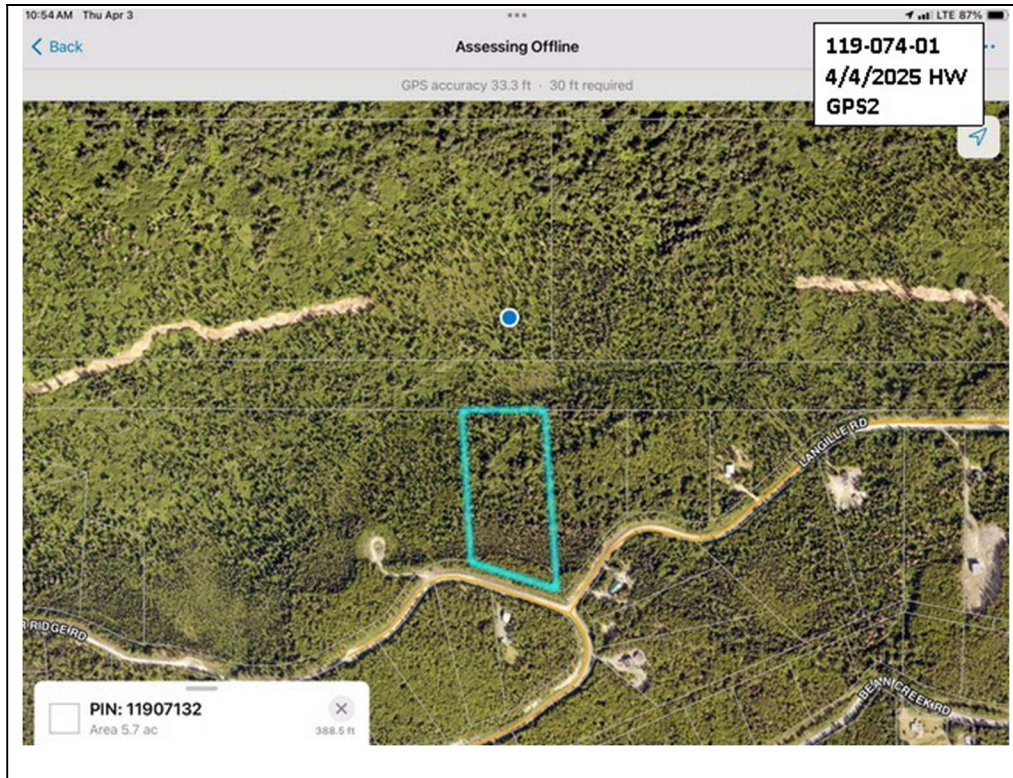 10:54 AM Thu Apr 3
LTE 87%
Back
Assessing Offline
119-074-01
4/4/2025 HW
GPS2
GPS accuracy 33.3 ft · 30 ft required
LANGILLE RD
R RIDGE RD
BEAN CREEK RD
PIN: 11907132
Area 5.7 ac
388.5 ft